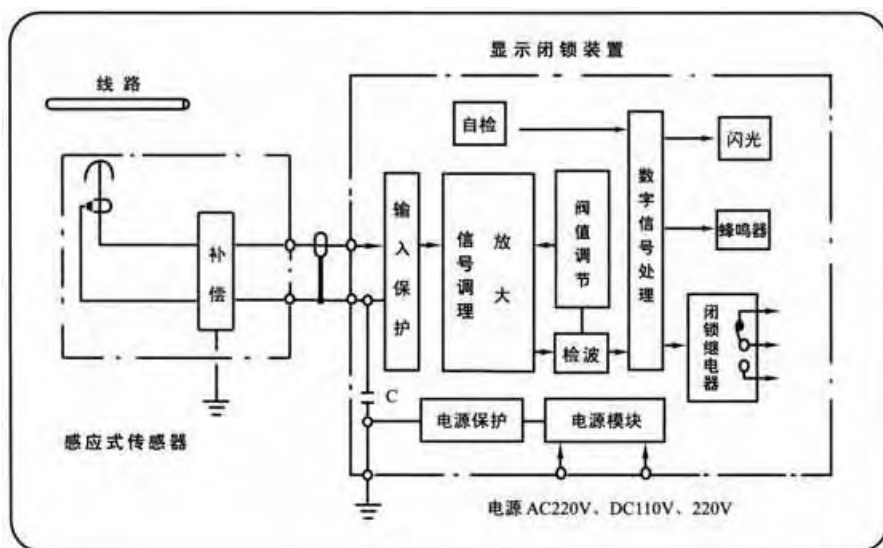 显示闭锁装置
线路
自检
闪光
补偿
输入保护
信号调理
放大
阀值调节
数字信号处理
蜂鸣器
检波
闭锁继电器
C
电源保护
电源模块
感应式传感器
电源 AC220V、DC110V、220V